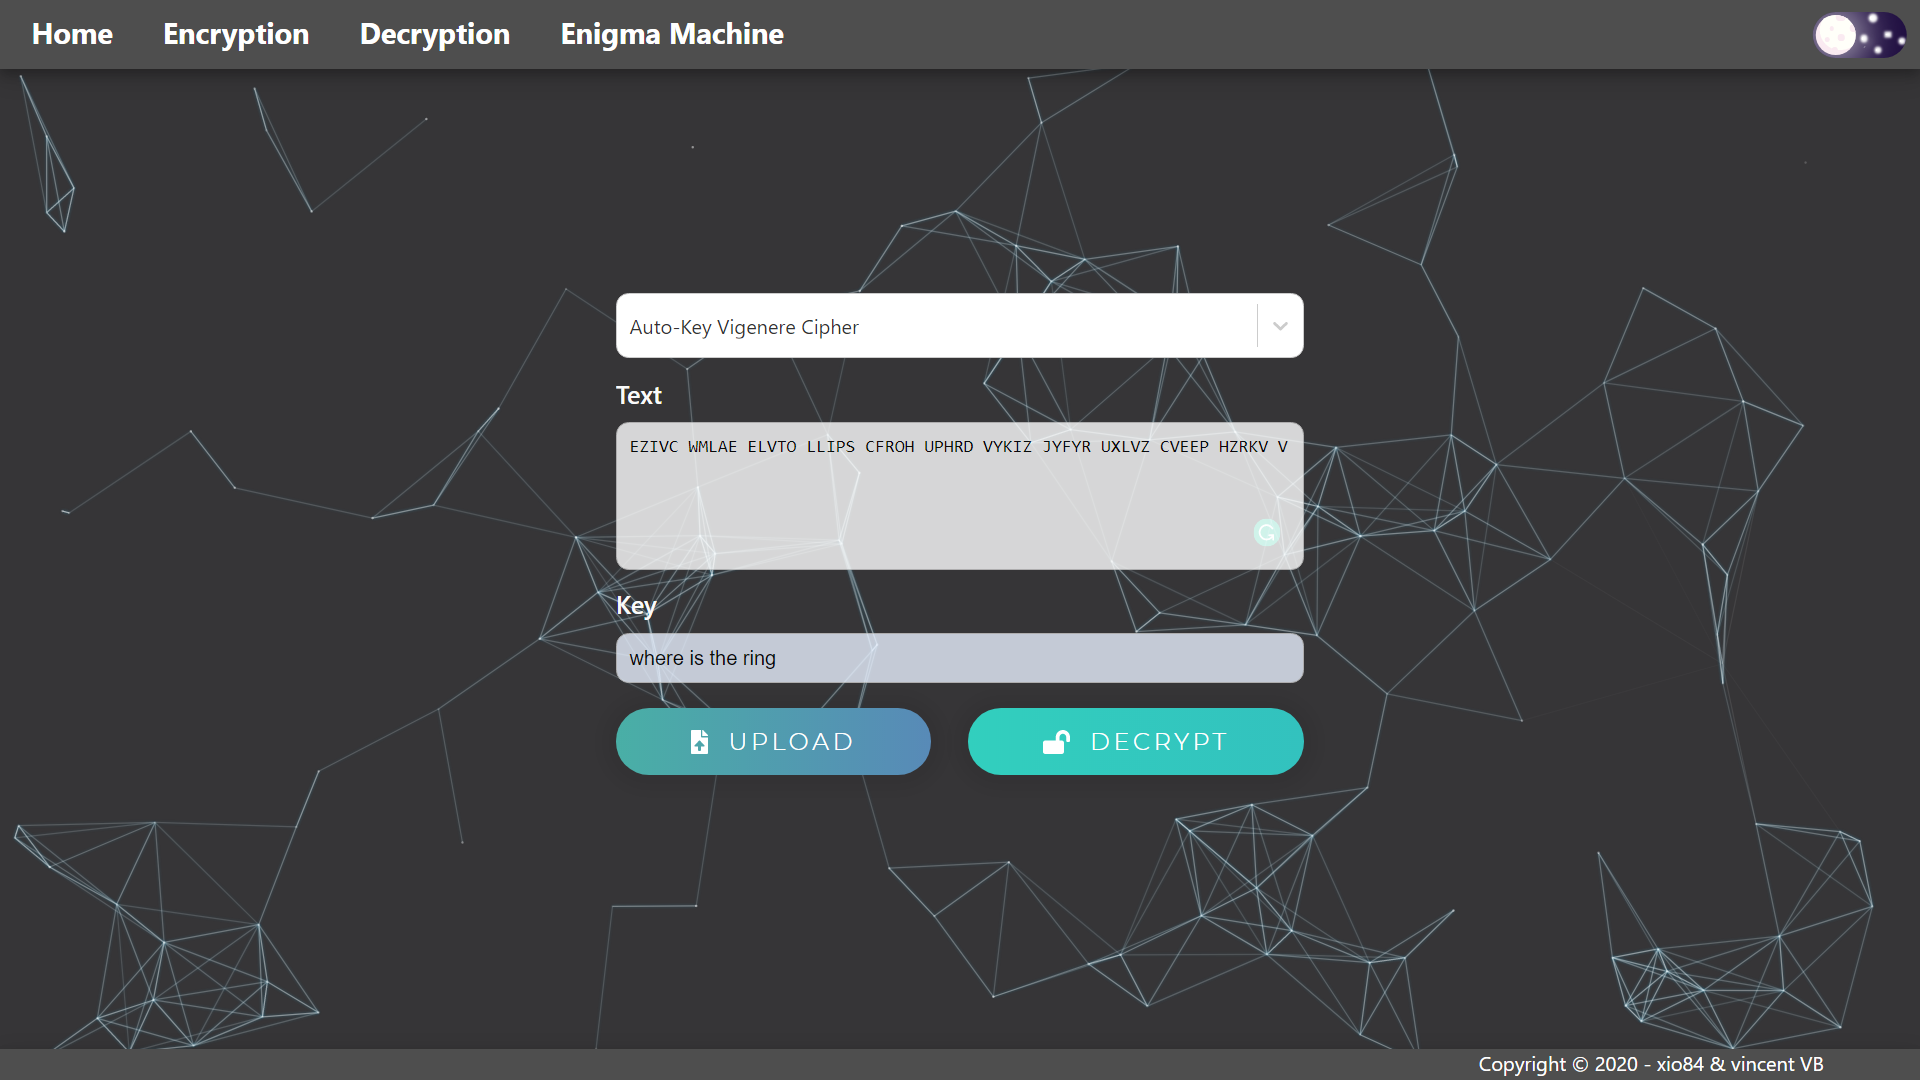 Home Encryption Decryption Enigma Machine
Auto-Key Vigenere Cipher
Text
EZIVC WMLAE ELVTO LLIPS CFROH UPHRD VYKIZ JYFYR UXLVZ CVEEP HZRKV V
Key
where is the ring
UPLOAD DECRYPT
Copyright © 2020 - xio84 & vincent VB